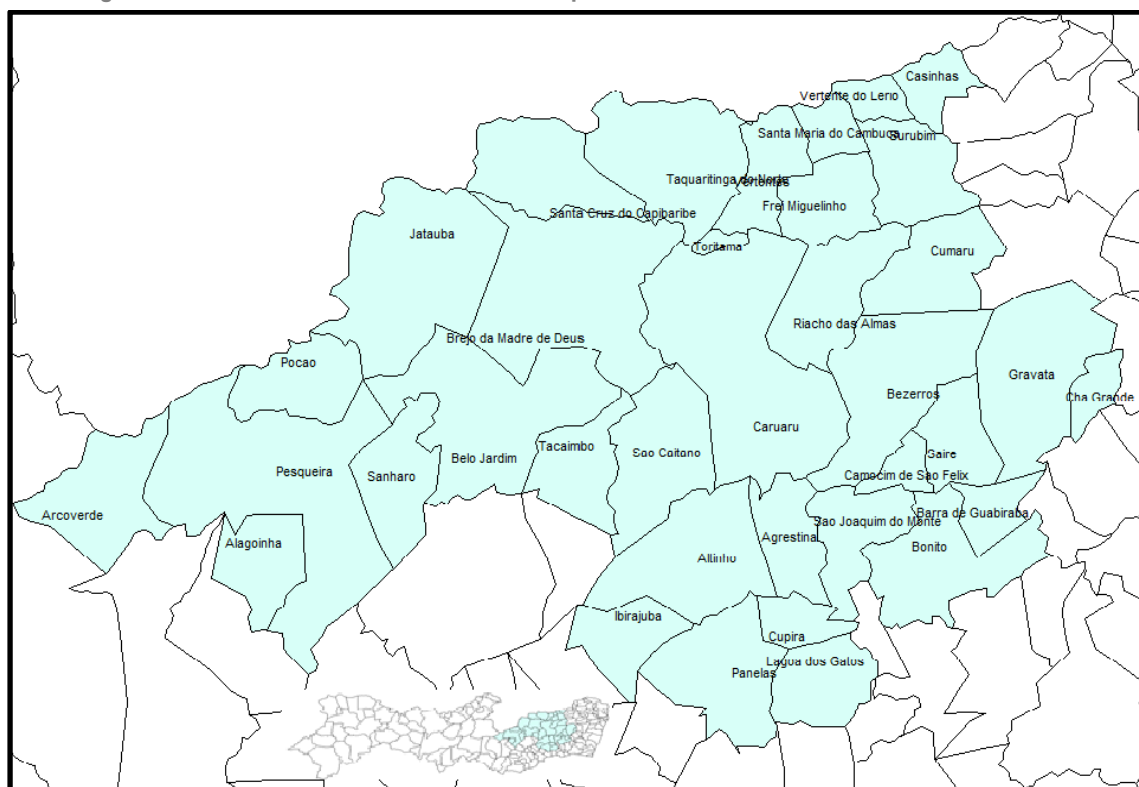 Casinhas
Vertente do Lerio
Santa Maria do Cambuca
Surubim
Taquaritinga do Norte
Vertentes
Frei Miguelinho
Santa Cruz do Capibaribe
Jatauba
Toritama
Cumaru
Riacho das Almas
Brejo da Madre de Deus
Pocao
Gravata
Bezerros
Cha Grande
Caruaru
Tacaimbo
Sao Caitano
Saire
Belo Jardim
Pesqueira
Sanharo
Camocim de Sao Felix
Arcoverde
Barra de Guabiraba
Sao Joaquim do Monte
Agrestina
Alagoinha
Bonito
Altinho
Ibirajuba
Cupira
Lagoa dos Gatos
Panelas